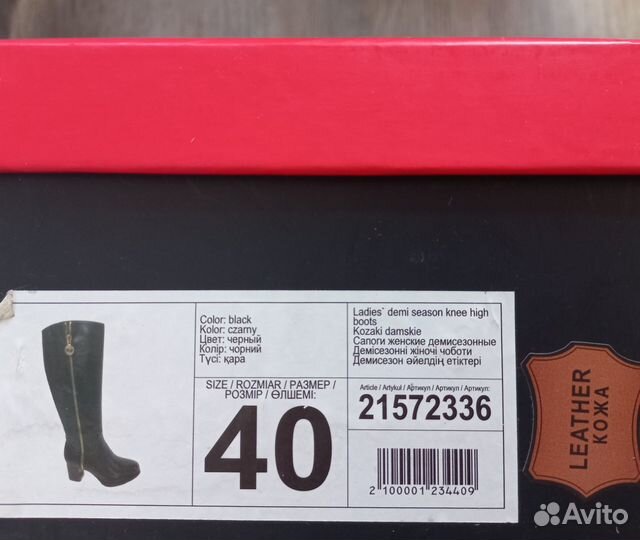 Color: black
Kolor: czarny
Цвет: черный
Колір: чорний
Түсі: қара
Ladies` demi season knee high
boots
Kozaki damskie
Сапоги женские демисезонные
Демісезонні жіночі чоботи
Демисезон әйелдің етіктері
SIZE / ROZMIAR / РАЗМЕР /
РОЗМІР / ӨЛШЕМІ:
40
Article / Artykuł / Артикул / Артикул / Артикул:
21572336
2 100001 234409
LEATHER
КОЖА
Avito